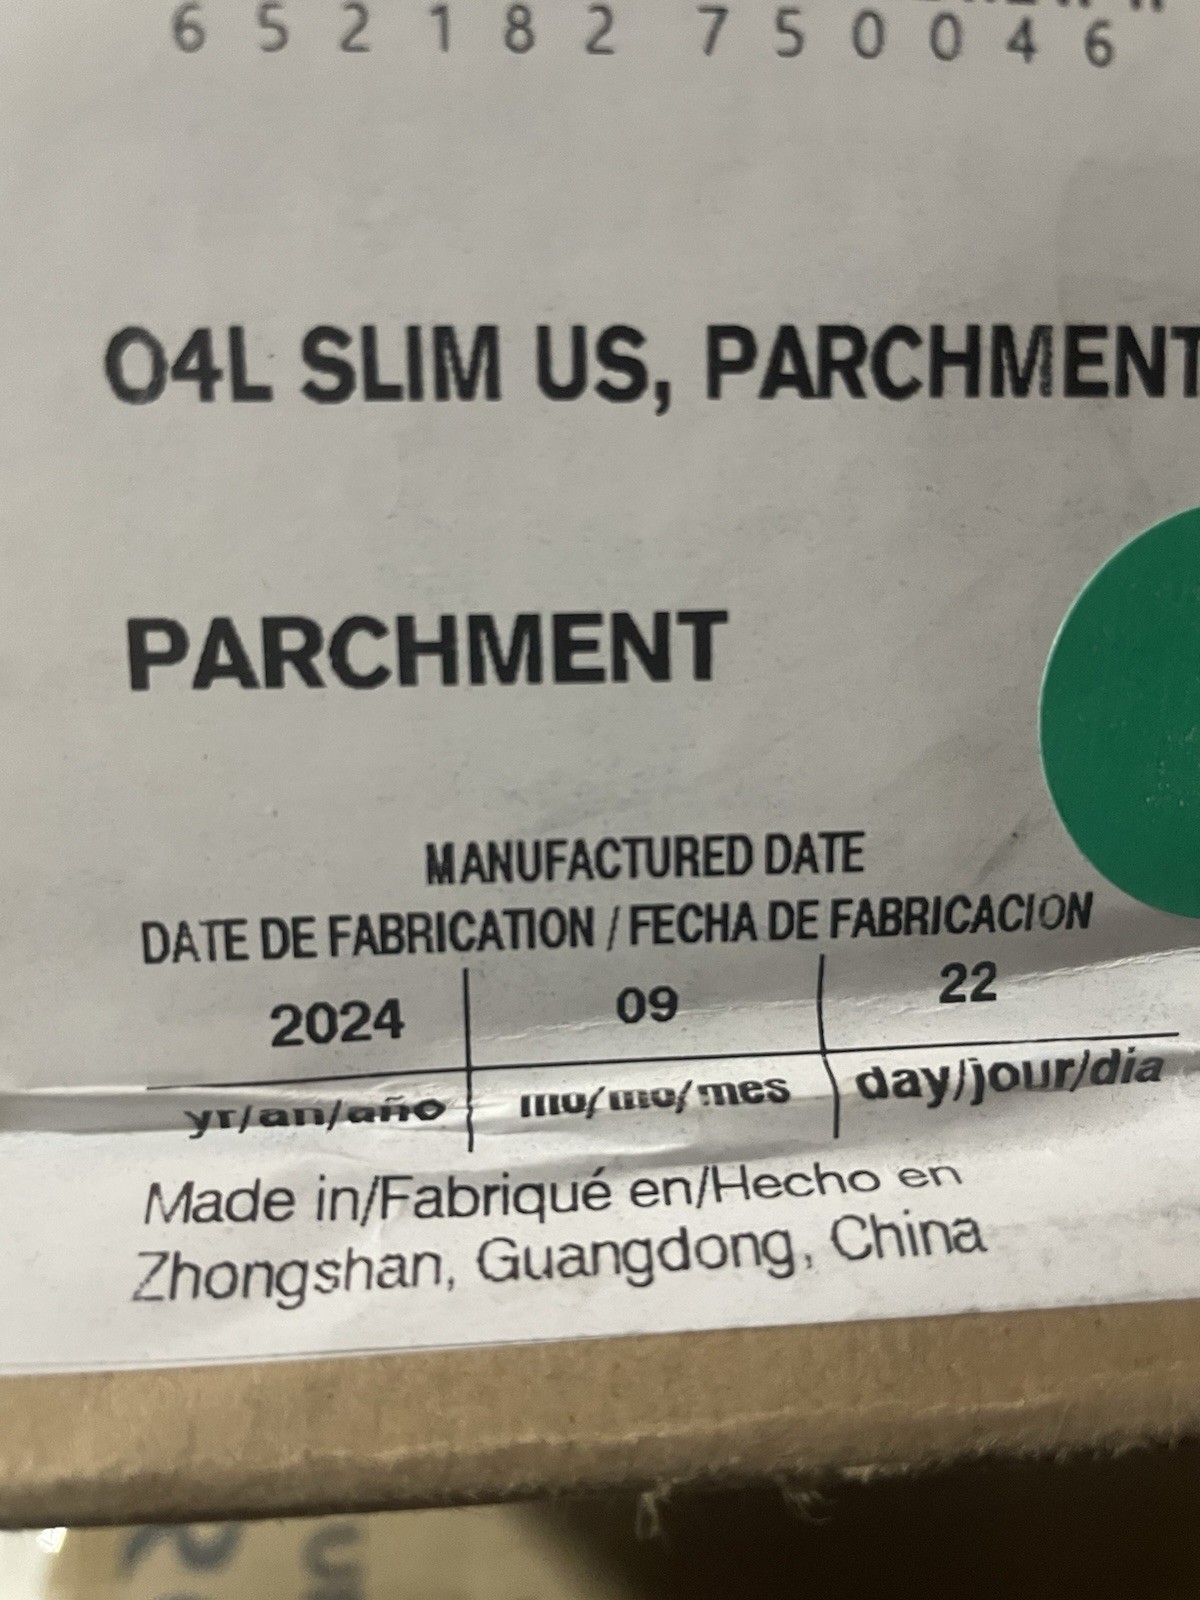 6 5 2 1 8 2 7 5 0 0 4 6
O4L SLIM US, PARCHMENT
PARCHMENT
MANUFACTURED DATE
DATE DE FABRICATION / FECHA DE FABRICACION
2024 09 22
yr/an/año mo/mo/mes day/jour/dia
Made in/Fabriqué en/Hecho en
Zhongshan, Guangdong, China